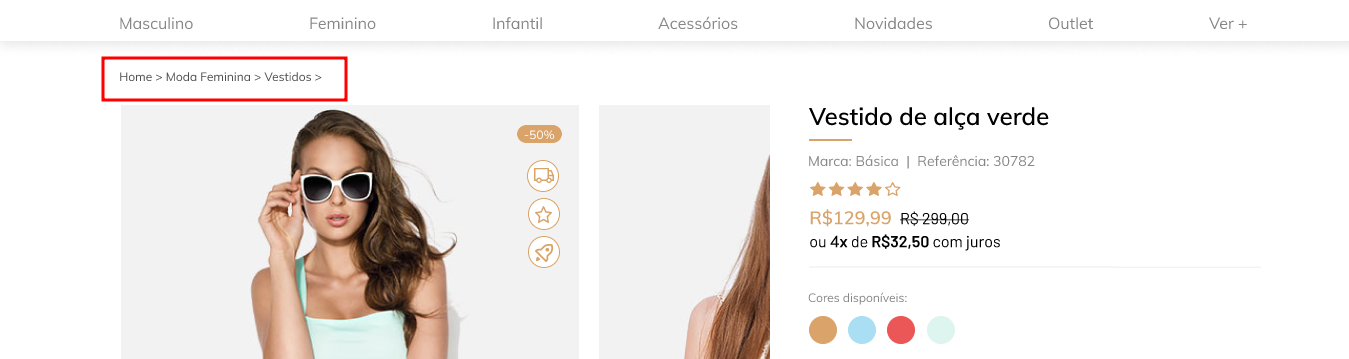 Masculino Feminino Infantil Acessórios Novidades Outlet Ver +
Home > Moda Feminina > Vestidos >
-50%
Vestido de alça verde
Marca: Básica | Referência: 30782
R$129,99 R$ 299,00
ou 4x de R$32,50 com juros
Cores disponíveis: